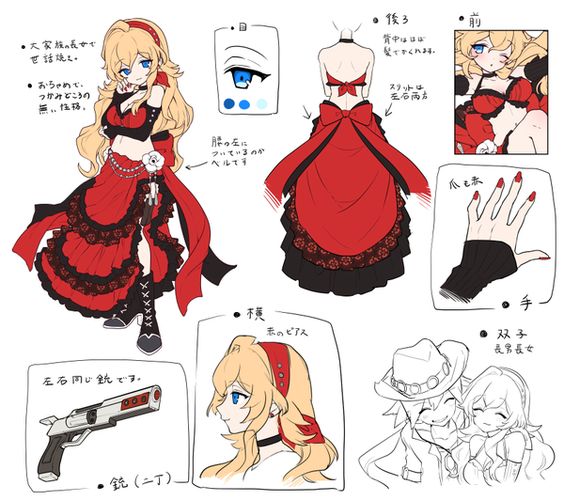 大家族の長女で
世話焼き。
おちゃめで、
つかみどころの
無い性格。
目
後ろ
背中はほぼ
髪でかくれます。
スリットは
左右両方
前
腰の左に
ついているのが
ベルです
爪も赤
手
横
赤のピアス
左右同じ銃です。
銃(二丁)
双子
長男長女